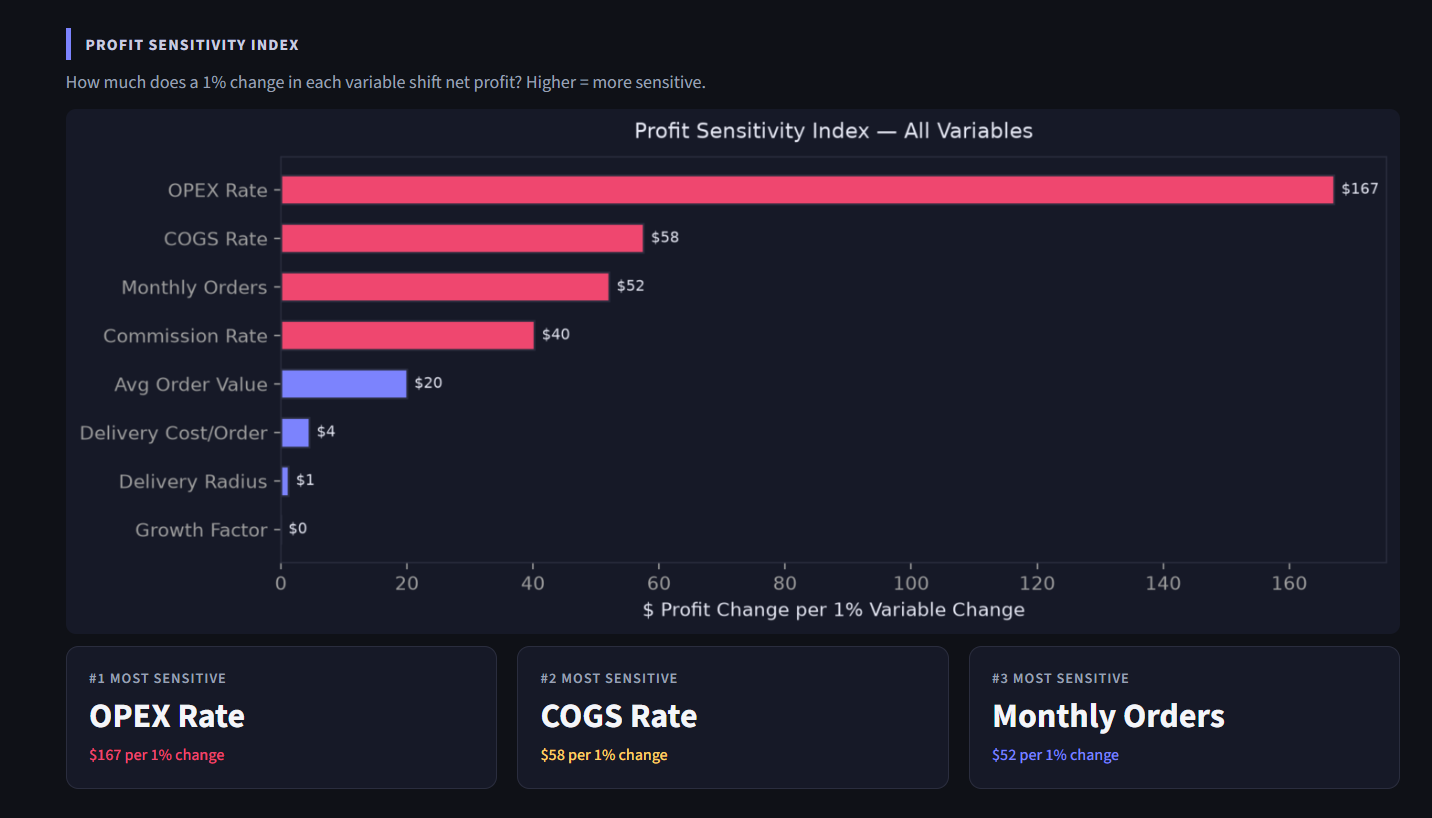 PROFIT SENSITIVITY INDEX
How much does a 1% change in each variable shift net profit? Higher = more sensitive.
Profit Sensitivity Index — All Variables
OPEX Rate $167
COGS Rate $58
Monthly Orders $52
Commission Rate $40
Avg Order Value $20
Delivery Cost/Order $4
Delivery Radius $1
Growth Factor $0
0 20 40 60 80 100 120 140 160
$ Profit Change per 1% Variable Change
#1 MOST SENSITIVE
OPEX Rate
$167 per 1% change
#2 MOST SENSITIVE
COGS Rate
$58 per 1% change
#3 MOST SENSITIVE
Monthly Orders
$52 per 1% change